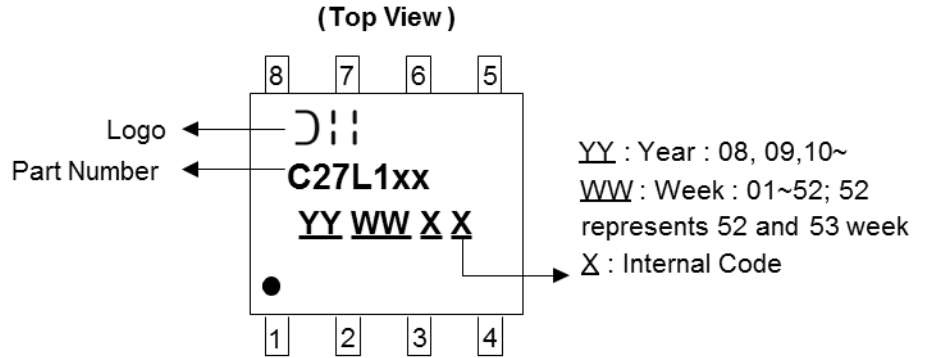 (Top View)
8 7 6 5
Logo
Part Number
C27L1xx
YY WW X X
YY : Year : 08, 09,10~
WW : Week : 01~52; 52
represents 52 and 53 week
X : Internal Code
1 2 3 4